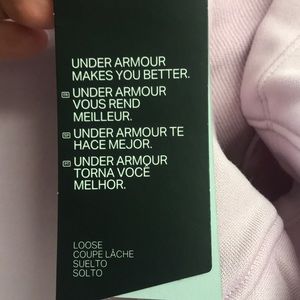 UNDER ARMOUR
MAKES YOU BETTER.
UNDER ARMOUR
VOUS REND
MEILLEUR.
UNDER ARMOUR TE
HACE MEJOR.
UNDER ARMOUR
TORNA VOCÊ
MELHOR.
LOOSE
COUPE LÂCHE
SUELTO
SOLTO